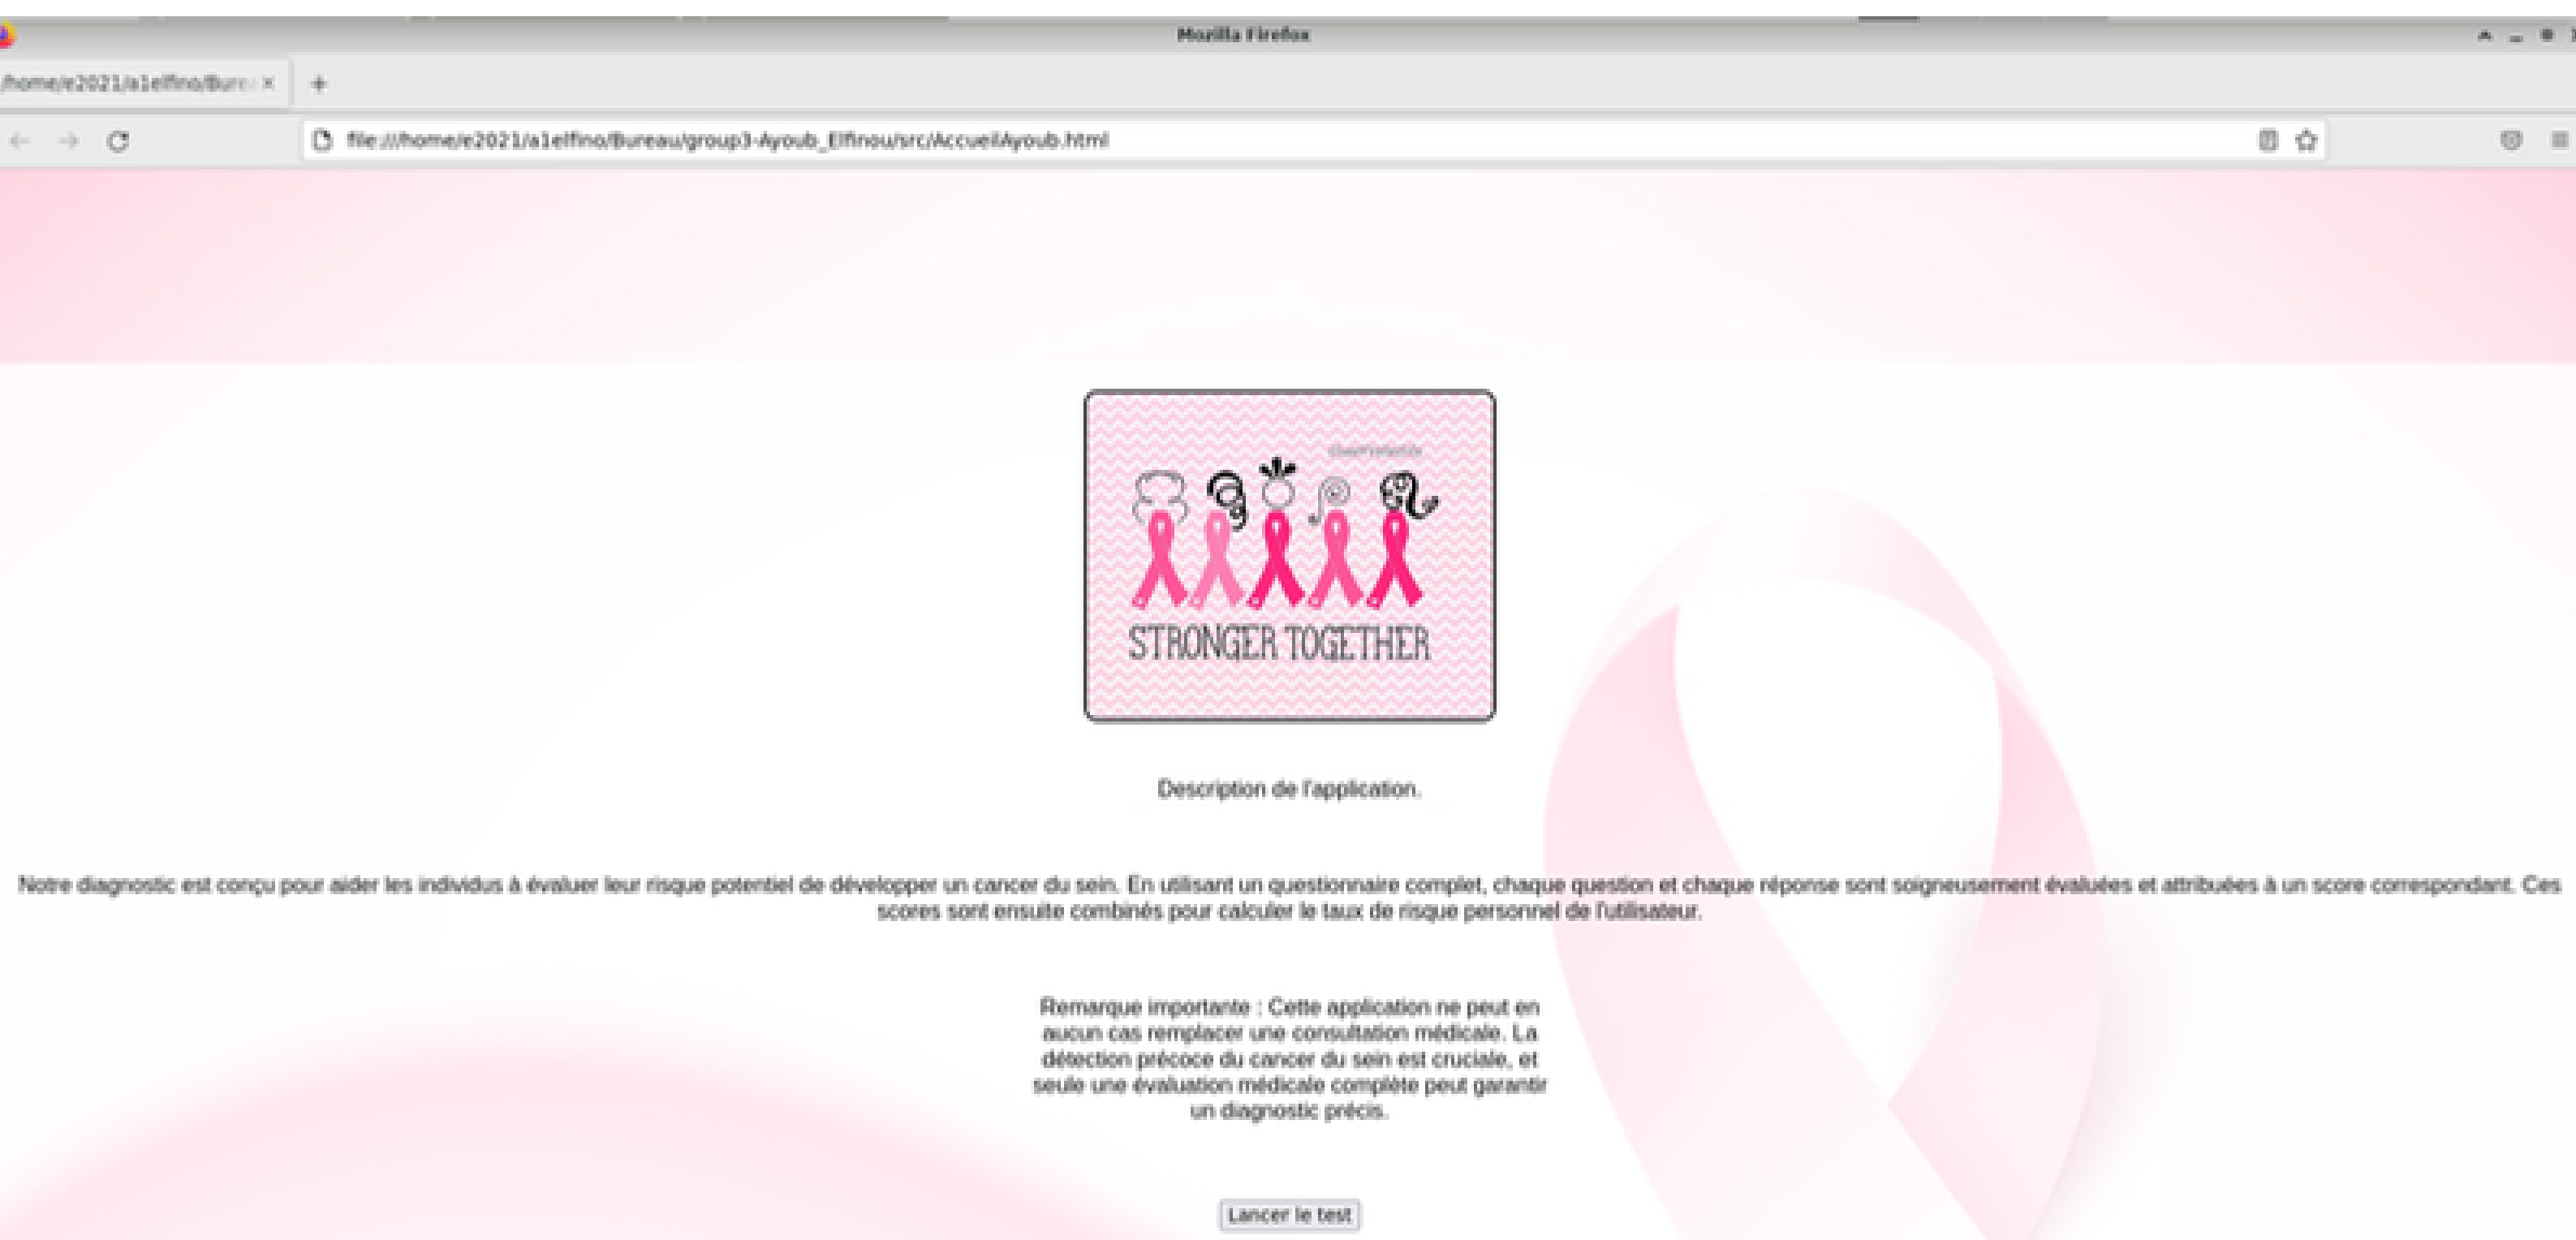 Mozilla Firefox
/home/e2021/a1elfino/Bure
file:///home/e2021/a1elfino/Bureau/group3-Ayoub_Elfinou/src/AccueilAyoub.html
STRONGER TOGETHER
Description de l'application.
Notre diagnostic est conçu pour aider les individus à évaluer leur risque potentiel de développer un cancer du sein. En utilisant un questionnaire complet, chaque question et chaque réponse sont soigneusement évaluées et attribuées à un score correspondant. Ces
scores sont ensuite combinés pour calculer le taux de risque personnel de l'utilisateur.
Remarque importante : Cette application ne peut en
aucun cas remplacer une consultation médicale. La
détection précoce du cancer du sein est cruciale, et
seule une évaluation médicale complète peut garantir
un diagnostic précis.
Lancer le test